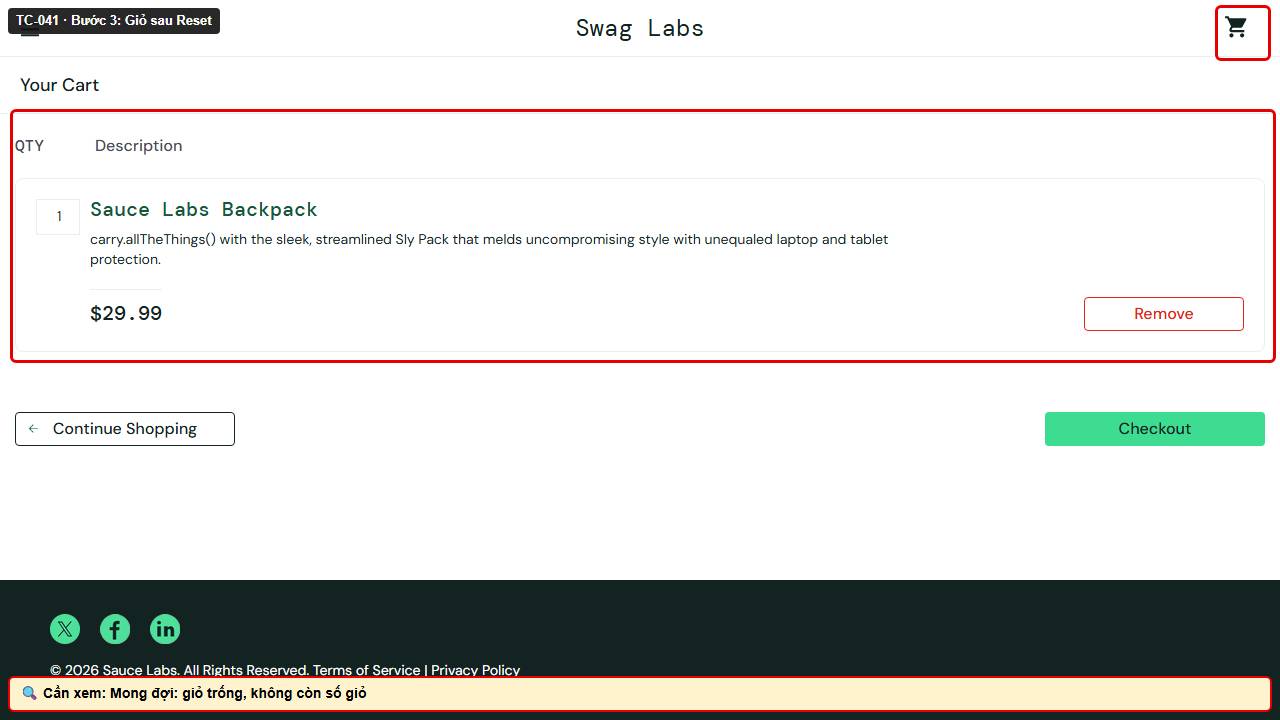 TC-041 · Bước 3: Giỏ sau Reset
Swag Labs
Your Cart
QTY Description
1 Sauce Labs Backpack
carry.allTheThings() with the sleek, streamlined Sly Pack that melds uncompromising style with unequaled laptop and tablet
protection.
$29.99 Remove
Continue Shopping Checkout
© 2026 Sauce Labs. All Rights Reserved. Terms of Service | Privacy Policy
Cần xem: Mong đợi: giỏ trống, không còn số giỏ